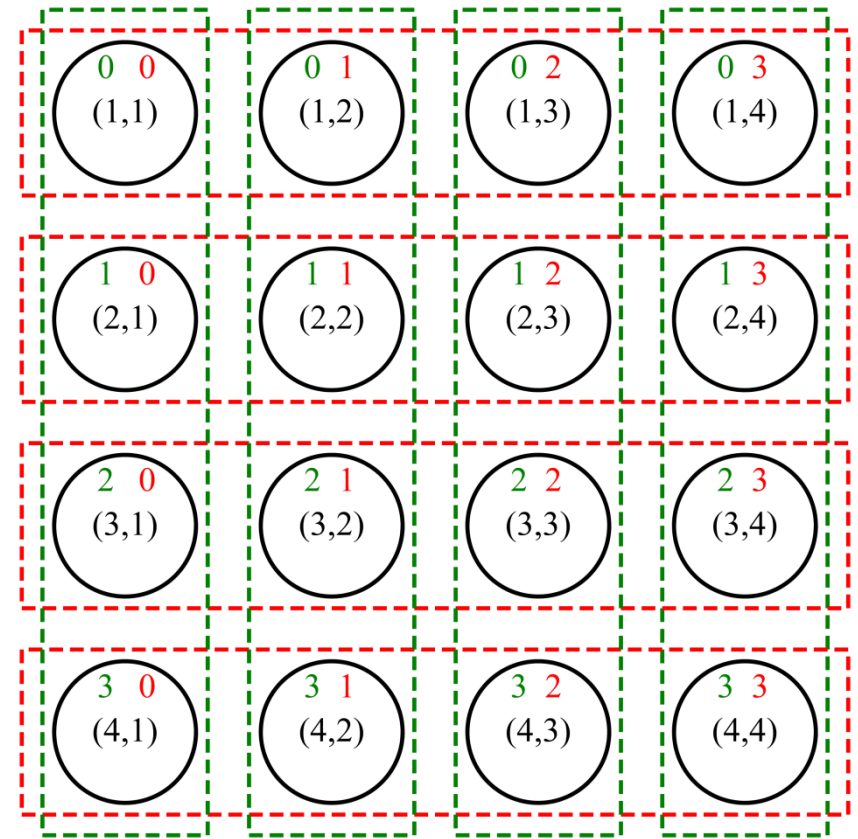 0 0 0 1 0 2 0 3
(1,1) (1,2) (1,3) (1,4)
1 0 1 1 1 2 1 3
(2,1) (2,2) (2,3) (2,4)
2 0 2 1 2 2 2 3
(3,1) (3,2) (3,3) (3,4)
3 0 3 1 3 2 3 3
(4,1) (4,2) (4,3) (4,4)